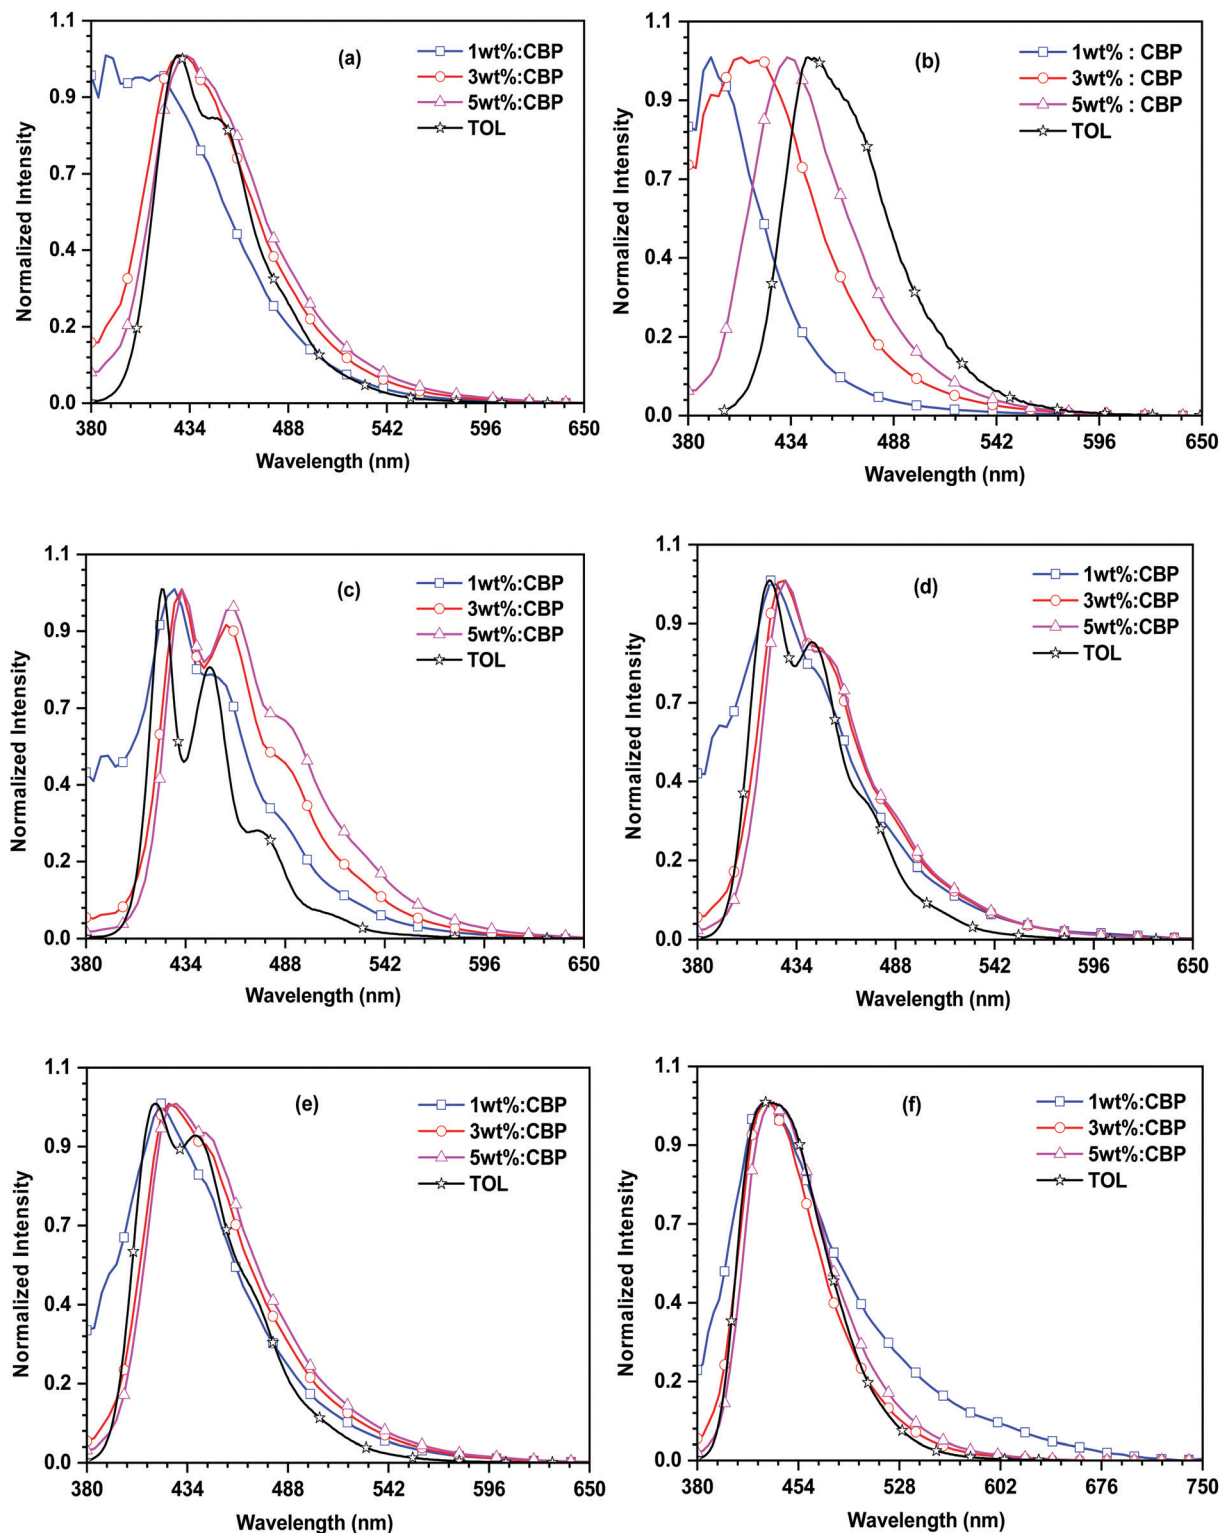 (a)
1wt%:CBP
3wt%:CBP
5wt%:CBP
TOL
Normalized Intensity
1.1
0.9
0.7
0.4
0.2
0.0
380 434 488 542 596 650
Wavelength (nm)
(b)
1wt% : CBP
3wt% : CBP
5wt% : CBP
TOL
Normalized Intensity
1.1
0.9
0.7
0.4
0.2
0.0
380 434 488 542 596 650
Wavelength (nm)
(c)
1wt%:CBP
3wt%:CBP
5wt%:CBP
TOL
Normalized Intensity
1.1
0.9
0.7
0.4
0.2
0.0
380 434 488 542 596 650
Wavelength (nm)
(d)
1wt%:CBP
3wt%:CBP
5wt%:CBP
TOL
Normalized Intensity
1.1
0.9
0.7
0.4
0.2
0.0
380 434 488 542 596 650
Wavelength (nm)
(e)
1wt%:CBP
3wt%:CBP
5wt%:CBP
TOL
Normalized Intensity
1.1
0.9
0.7
0.4
0.2
0.0
380 434 488 542 596 650
Wavelength (nm)
(f)
1wt%:CBP
3wt%:CBP
5wt%:CBP
TOL
Normalized Intensity
1.1
0.9
0.7
0.4
0.2
0.0
380 454 528 602 676 750
Wavelength (nm)